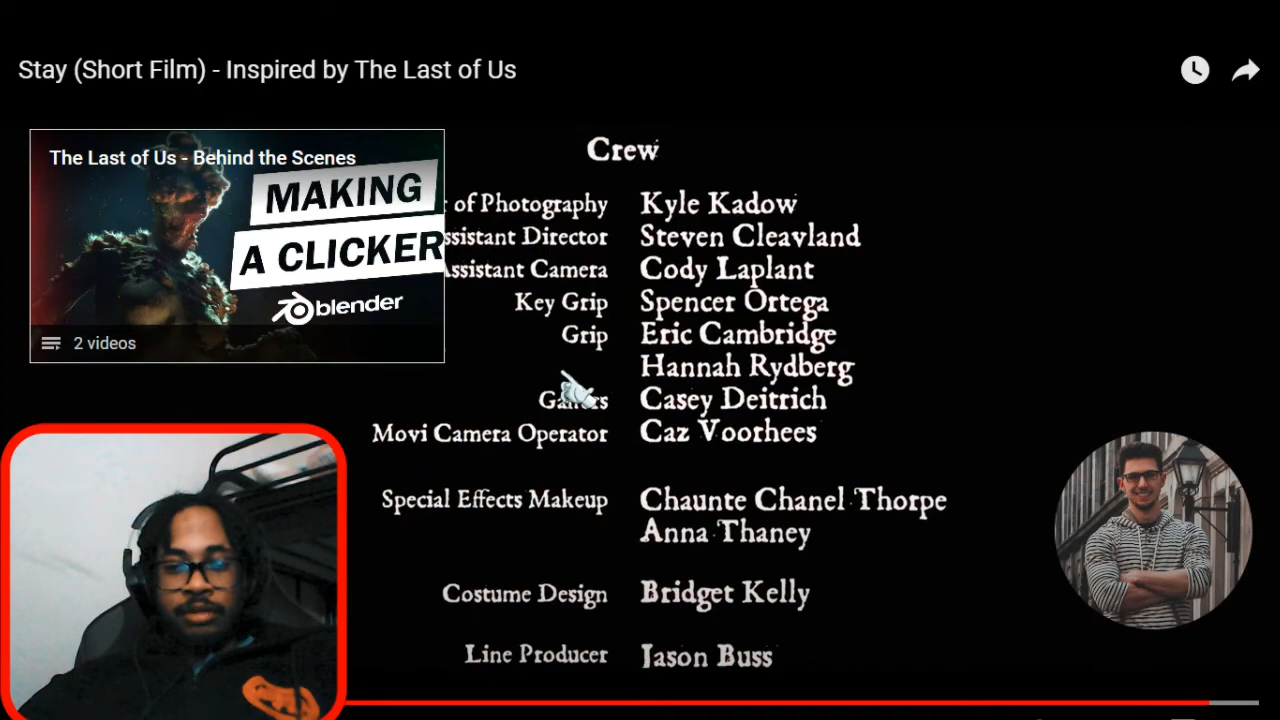 Stay (Short Film) - Inspired by The Last of Us
The Last of Us - Behind the Scenes
MAKING
A CLICKER
blender
2 videos
Crew
of Photography Kyle Kadow
Director Steven Cleavland
Camera Cody Laplant
Key Grip Spencer Ortega
Grip Eric Cambridge
Hannah Rydberg
Casey Deitrich
Movi Camera Operator Caz Voorhees
Special Effects Makeup Chaunte Chanel Thorpe
Anna Thaney
Costume Design Bridget Kelly
Line Producer Jason Buss